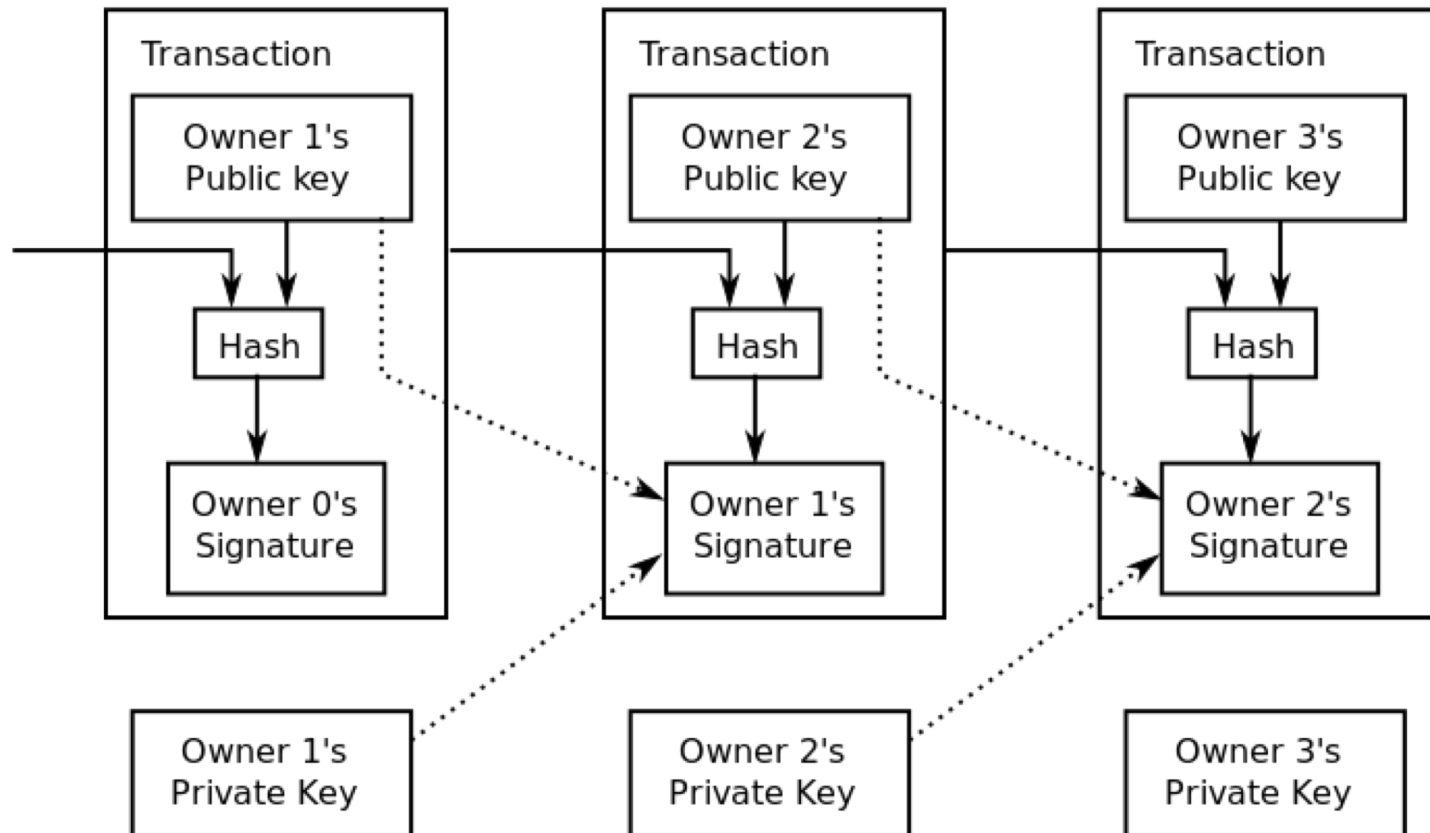 Transaction
Owner 1's
Public key
Hash
Owner 0's
Signature
Owner 1's
Private Key
Transaction
Owner 2's
Public key
Hash
Owner 1's
Signature
Owner 2's
Private Key
Transaction
Owner 3's
Public key
Hash
Owner 2's
Signature
Owner 3's
Private Key